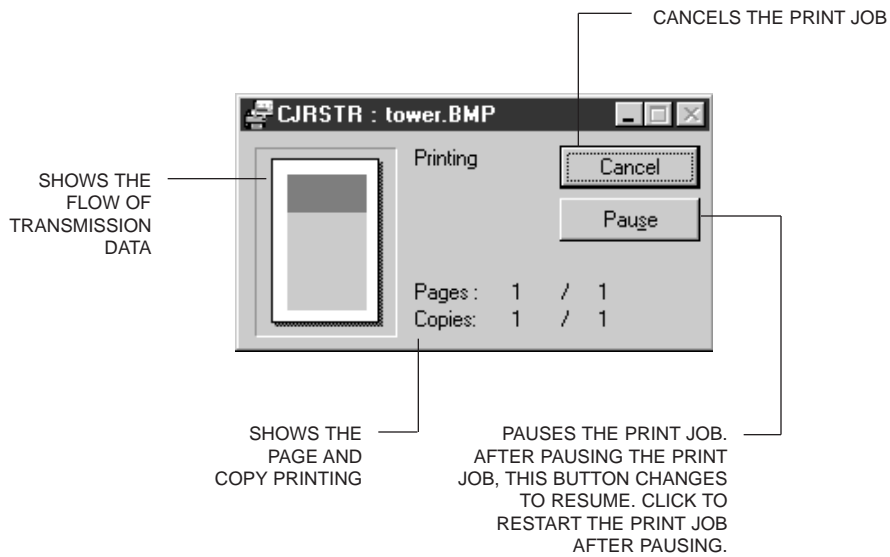 CANCELS THE PRINT JOB
CJRSTR : tower.BMP
Printing
Cancel
Pause
SHOWS THE
FLOW OF
TRANSMISSION
DATA
Pages : 1 / 1
Copies: 1 / 1
SHOWS THE
PAGE AND
COPY PRINTING
PAUSES THE PRINT JOB.
AFTER PAUSING THE PRINT
JOB, THIS BUTTON CHANGES
TO RESUME. CLICK TO
RESTART THE PRINT JOB
AFTER PAUSING.